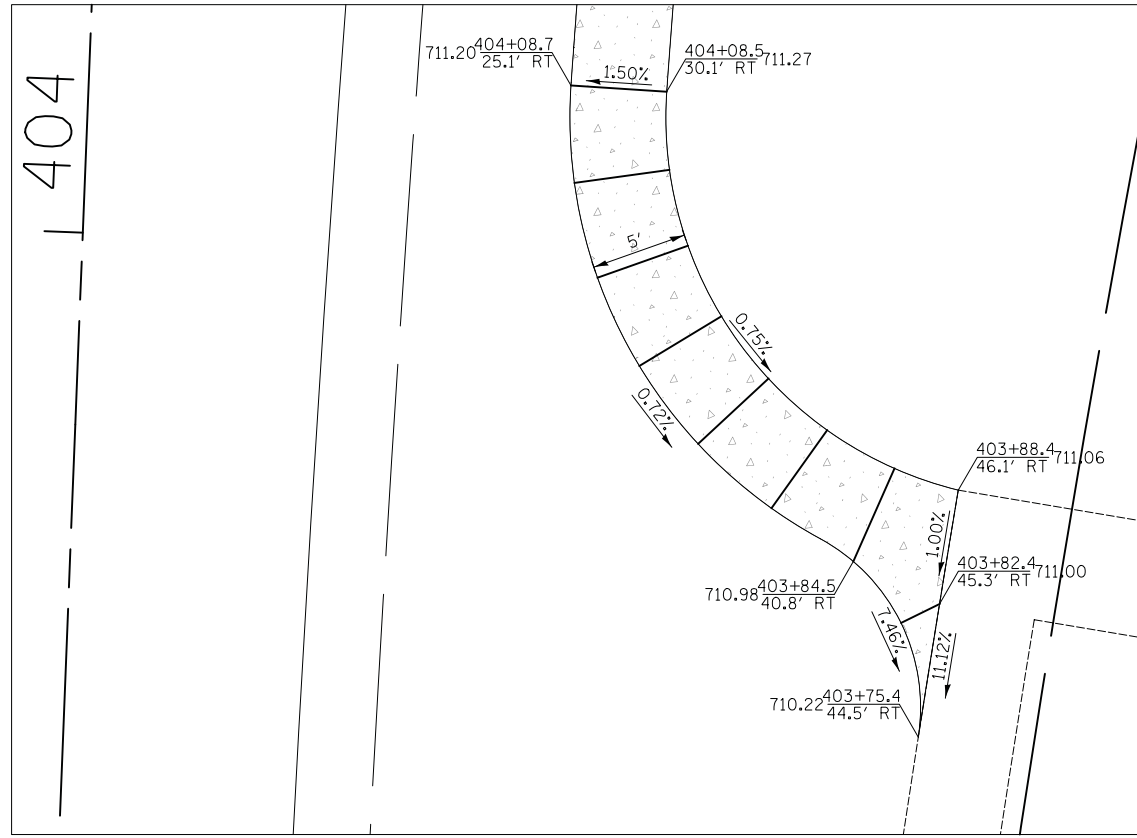 404
711.20 404+08.7
25.1' RT
404+08.5 711.27
30.1' RT
1.50%
5'
0.75%
0.72%
403+88.4 711.06
46.1' RT
1.00%
403+82.4 711.00
45.3' RT
710.98 403+84.5
40.8' RT
7.46%
11.12%
710.22 403+75.4
44.5' RT